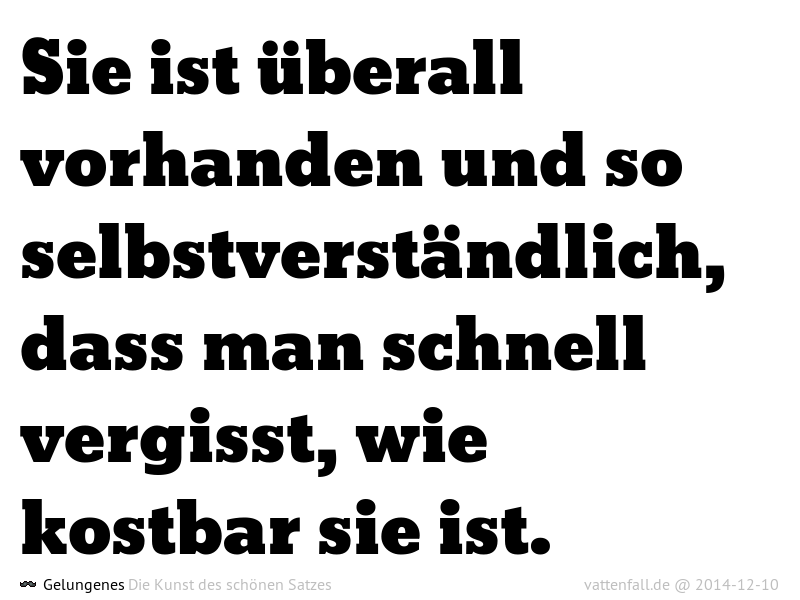 Sie ist überall
vorhanden und so
selbstverständlich,
dass man schnell
vergisst, wie
kostbar sie ist.
Gelungenes Die Kunst des schönen Satzes vattenfall.de @ 2014-12-10